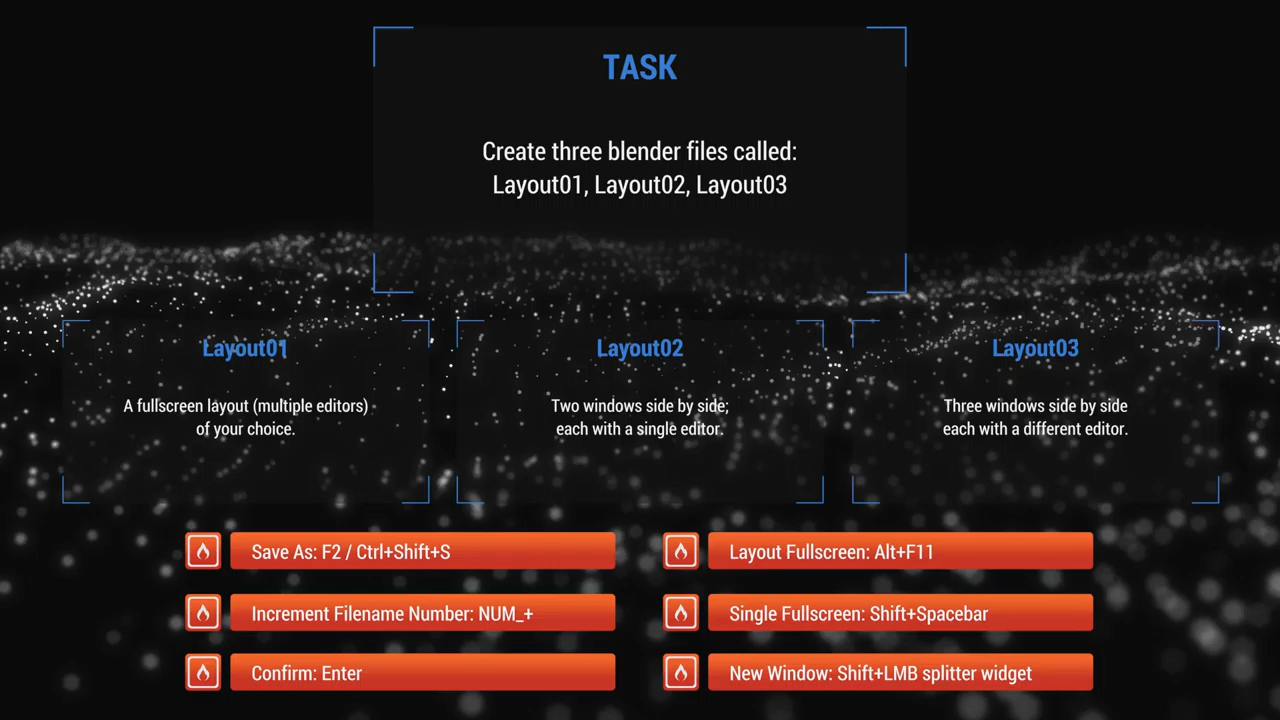 TASK
Create three blender files called:
Layout01, Layout02, Layout03
Layout01
A fullscreen layout (multiple editors)
of your choice.
Layout02
Two windows side by side;
each with a single editor.
Layout03
Three windows side by side
each with a different editor.
Save As: F2 / Ctrl+Shift+S
Layout Fullscreen: Alt+F11
Increment Filename Number: NUM_+
Single Fullscreen: Shift+Spacebar
Confirm: Enter
New Window: Shift+LMB splitter widget